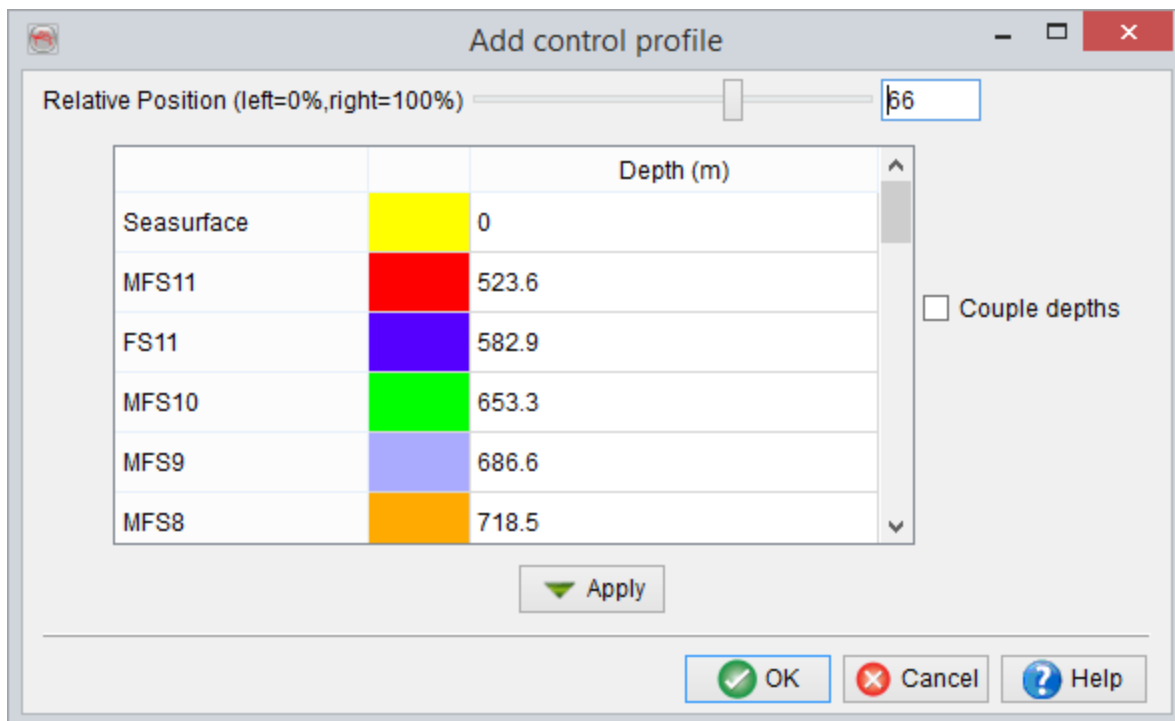 Add control profile
Relative Position (left=0%,right=100%) 66
Depth (m)
Seasurface 0
MFS11 523.6
FS11 582.9
Couple depths
MFS10 653.3
MFS9 686.6
MFS8 718.5
Apply
OK Cancel Help